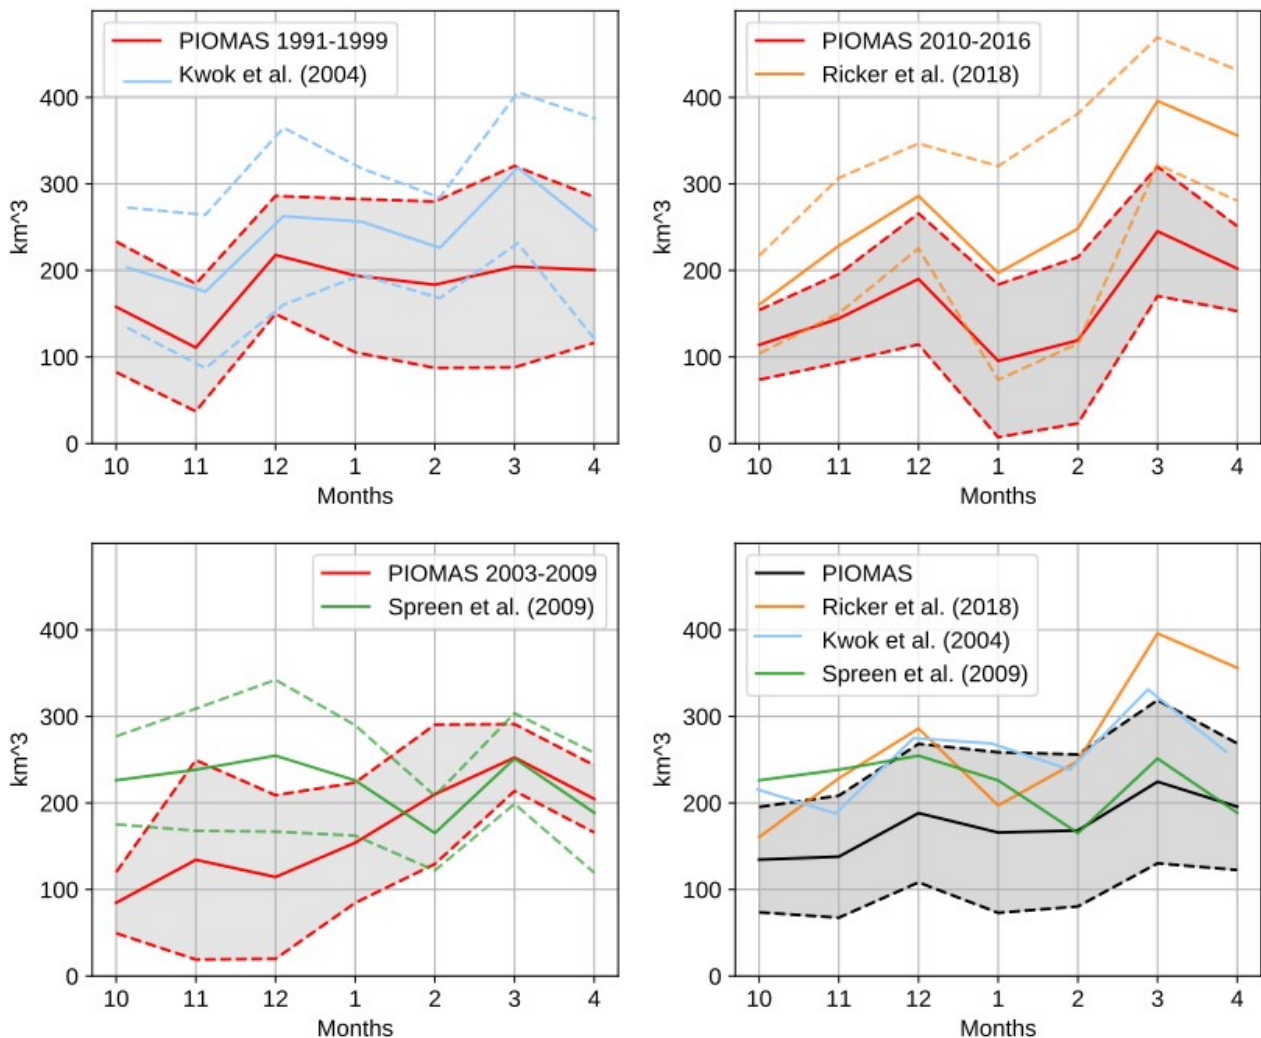 PIOMAS 1991-1999
Kwok et al. (2004)
400
300
200
100
0
km^3
10 11 12 1 2 3 4
Months
PIOMAS 2010-2016
Ricker et al. (2018)
400
300
200
100
0
km^3
10 11 12 1 2 3 4
Months
PIOMAS 2003-2009
Spreen et al. (2009)
400
300
200
100
0
km^3
10 11 12 1 2 3 4
Months
PIOMAS
Ricker et al. (2018)
Kwok et al. (2004)
Spreen et al. (2009)
400
300
200
100
0
km^3
10 11 12 1 2 3 4
Months